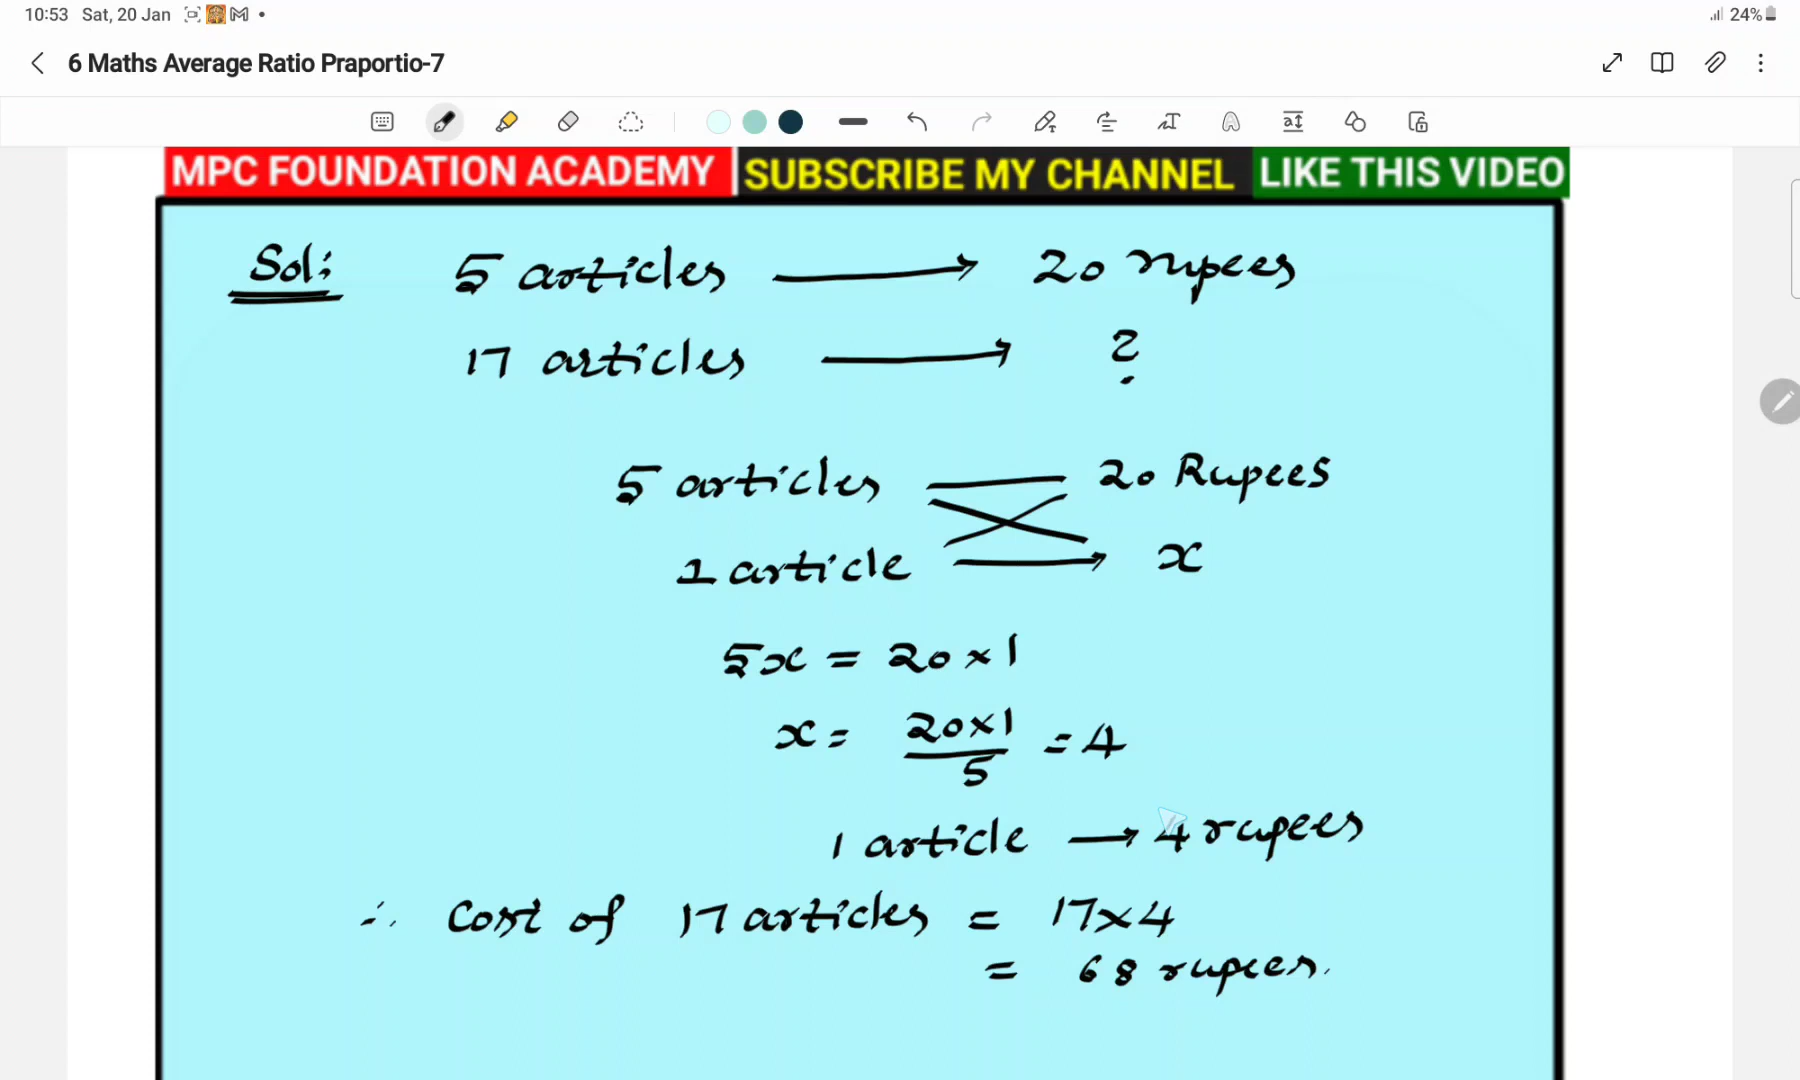 10:53 Sat, 20 Jan
24%
6 Maths Average Ratio Praportio-7
MPC FOUNDATION ACADEMY SUBSCRIBE MY CHANNEL LIKE THIS VIDEO
Sol: 5 articles → 20 rupees
17 articles → ?
5 articles 20 Rupees
1 article → x
5x = 20×1
x = 20×1/5 = 4
1 article → 4 rupees
∴ Cost of 17 articles = 17×4
= 68 rupees.